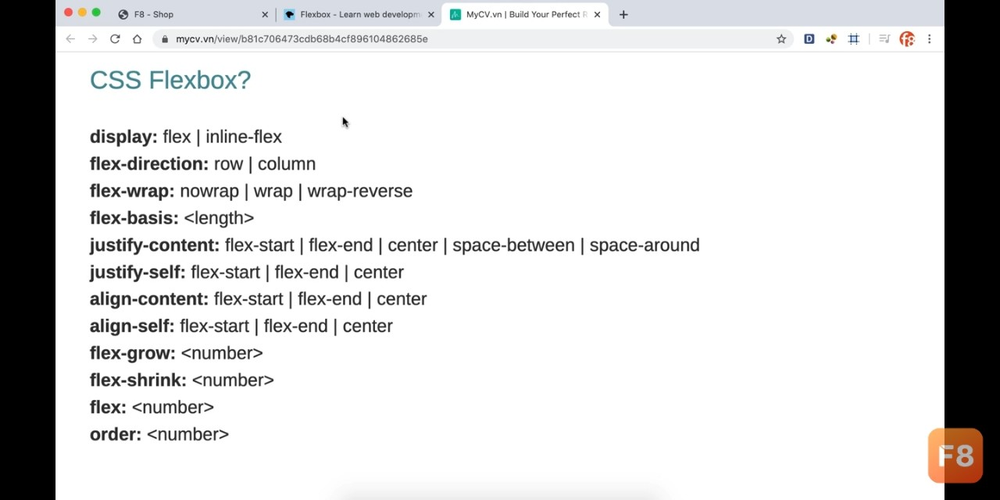 F8 - Shop
Flexbox - Learn web developm
MyCV.vn | Build Your Perfect R
mycv.vn/view/b81c706473cdb68b4cf896104862685e
D
f8
CSS Flexbox?
display: flex | inline-flex
flex-direction: row | column
flex-wrap: nowrap | wrap | wrap-reverse
flex-basis: <length>
justify-content: flex-start | flex-end | center | space-between | space-around
justify-self: flex-start | flex-end | center
align-content: flex-start | flex-end | center
align-self: flex-start | flex-end | center
flex-grow: <number>
flex-shrink: <number>
flex: <number>
order: <number>
F8